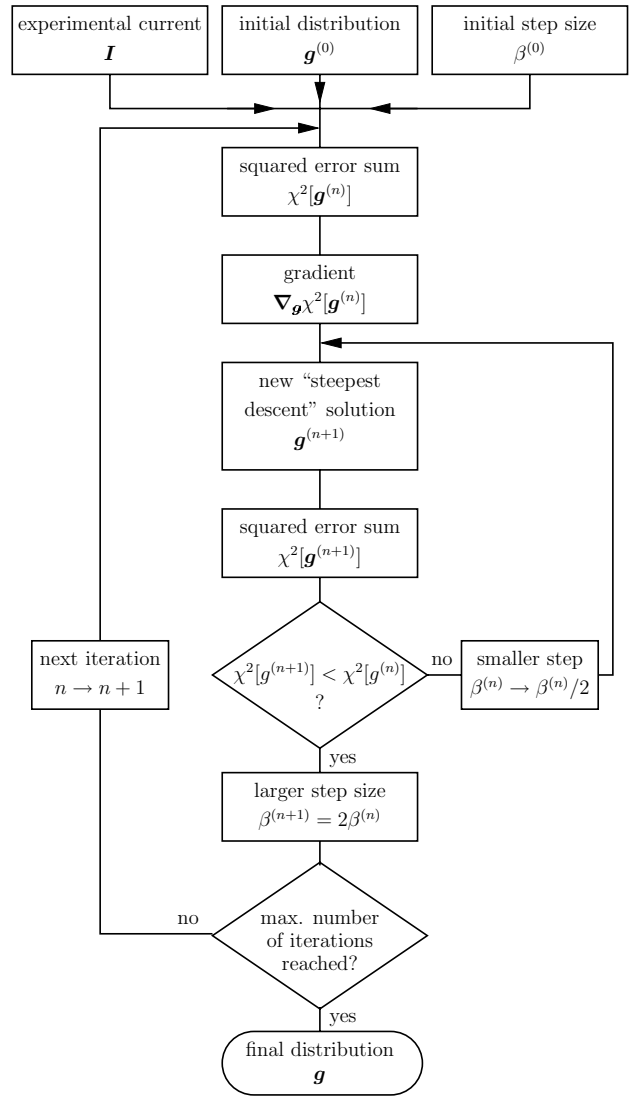 experimental current
I
initial distribution
g^(0)
initial step size
β^(0)
squared error sum
χ²[g^(n)]
gradient
∇_g χ²[g^(n)]
new “steepest
descent” solution
g^(n+1)
squared error sum
χ²[g^(n+1)]
χ²[g^(n+1)] < χ²[g^(n)]
?
no
smaller step
β^(n) → β^(n)/2
next iteration
n → n + 1
yes
larger step size
β^(n+1) = 2β^(n)
no
max. number
of iterations
reached?
yes
final distribution
g